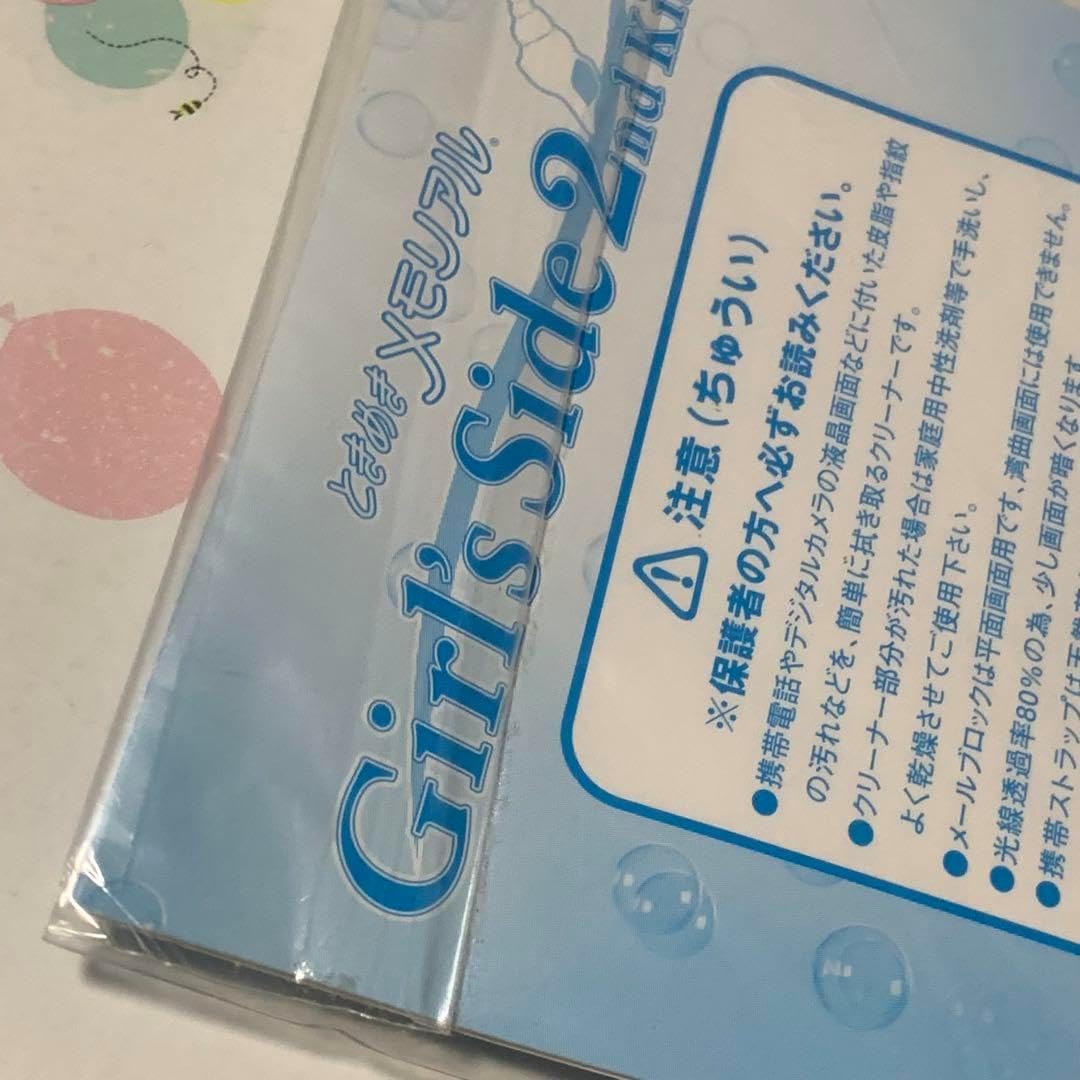 ときめきメモリアル®
Girl's Side 2nd Ki
注意(ちゅうい)
※保護者の方へ必ずお読みください。
●携帯電話やデジタルカメラの液晶画面などに付いた皮脂や指紋
の汚れなどを、簡単に拭き取るクリーナーです。
●クリーナー部分が汚れた場合は家庭用中性洗剤等で手洗いし、
よく乾燥させてご使用下さい。
●メールブロックは平面画面用です、湾曲画面には使用できません。
●光線透過率80%の為、少し画面が暗くなります
●携帯ストラップは